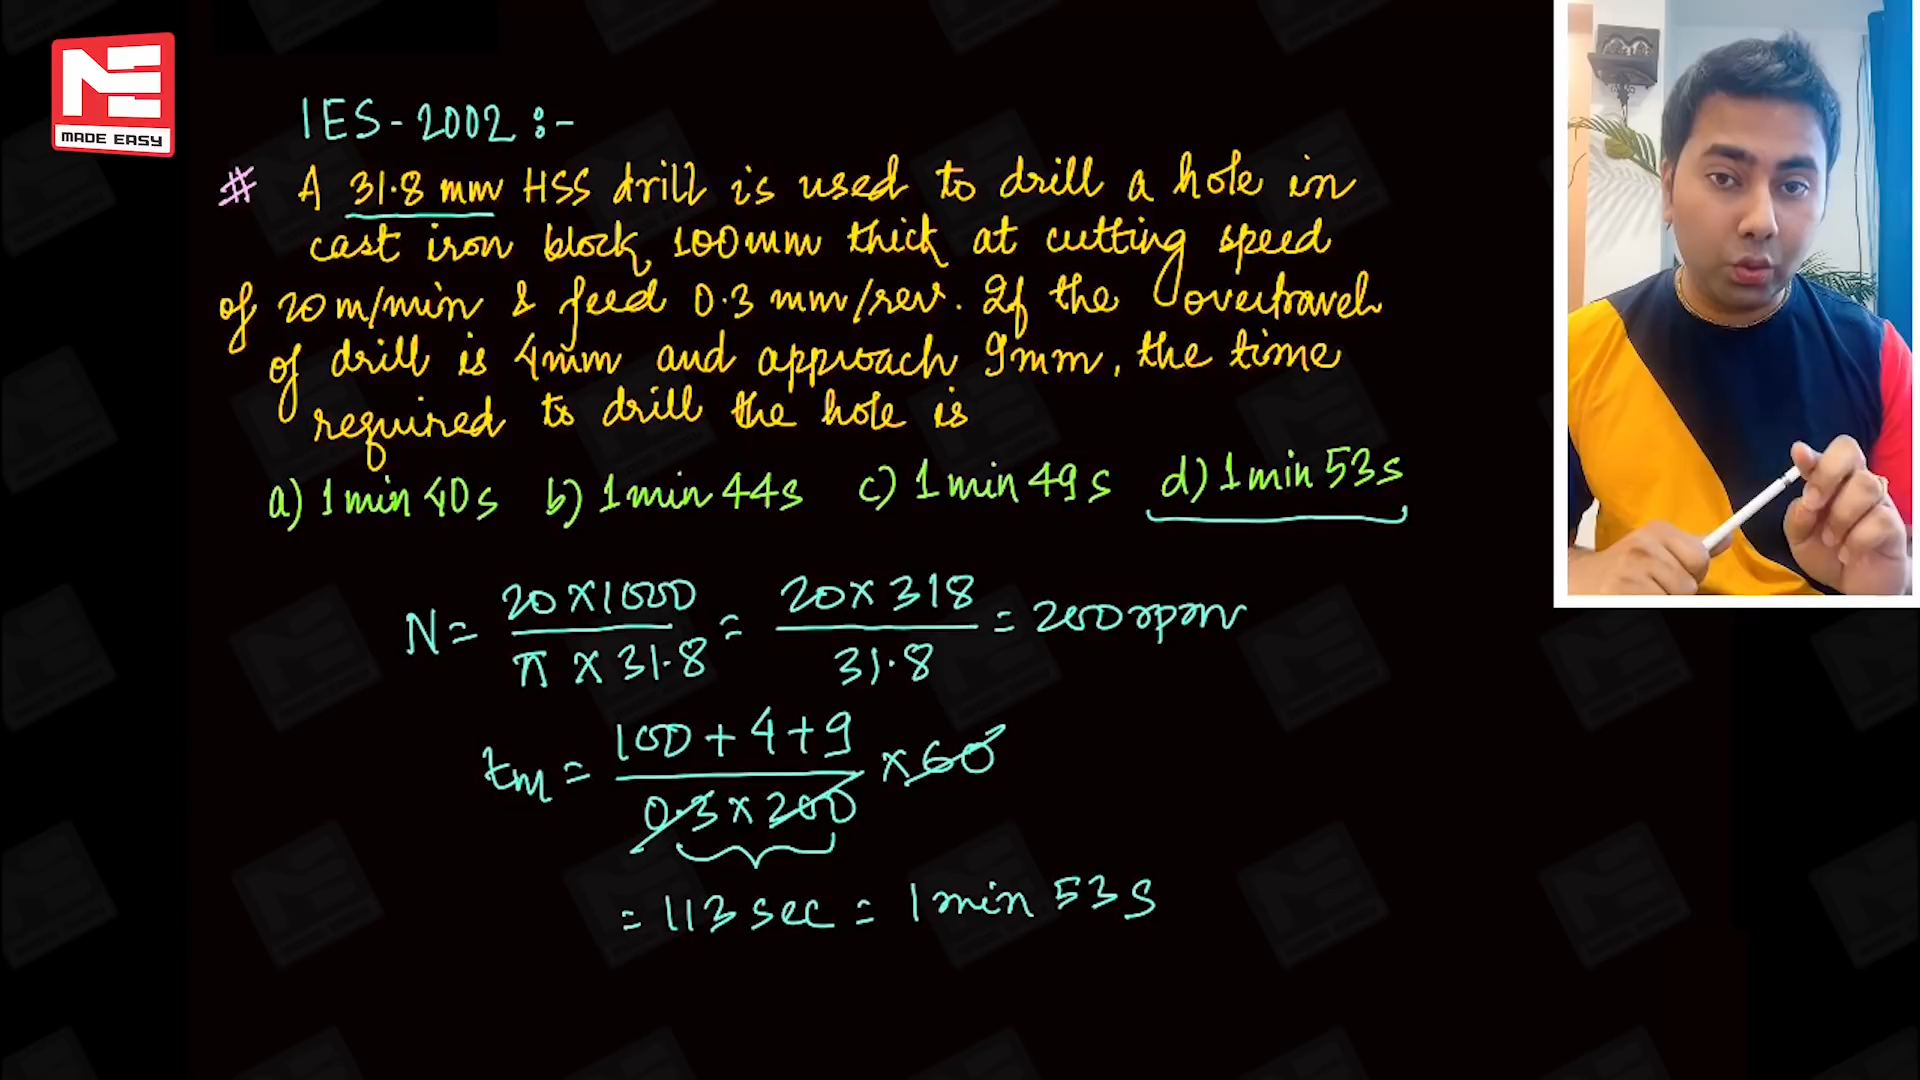 ME
MADE EASY
IES-2002 :-
# A 31.8 mm HSS drill is used to drill a hole in
cast iron block 100mm thick at cutting speed
of 20 m/min & feed 0.3 mm/rev. If the overtravel
of drill is 4mm and approach 9mm, the time
required to drill the hole is
a) 1 min 40s b) 1 min 44s c) 1 min 49s d) 1 min 53s
N = 20×1000 / π × 31.8 = 20×318 / 31.8 = 200 rpm
tm = 100+4+9 / 0.3×200 ×60
= 113 sec = 1 min 53 s